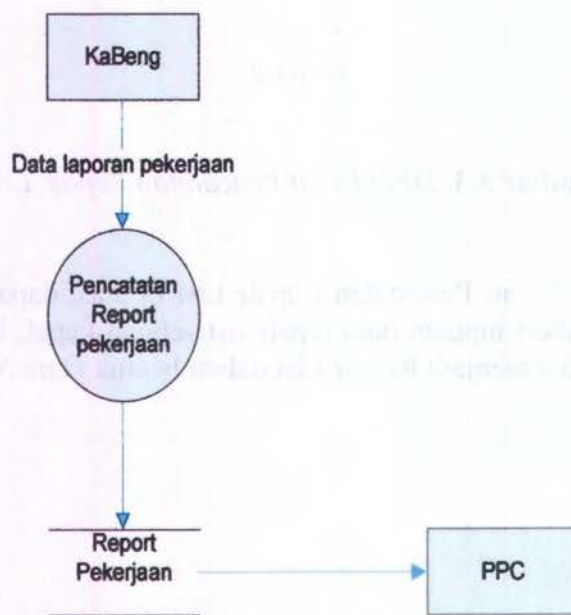 KaBeng
Data laporan pekerjaan
Pencatatan
Report
pekerjaan
Report
Pekerjaan
PPC